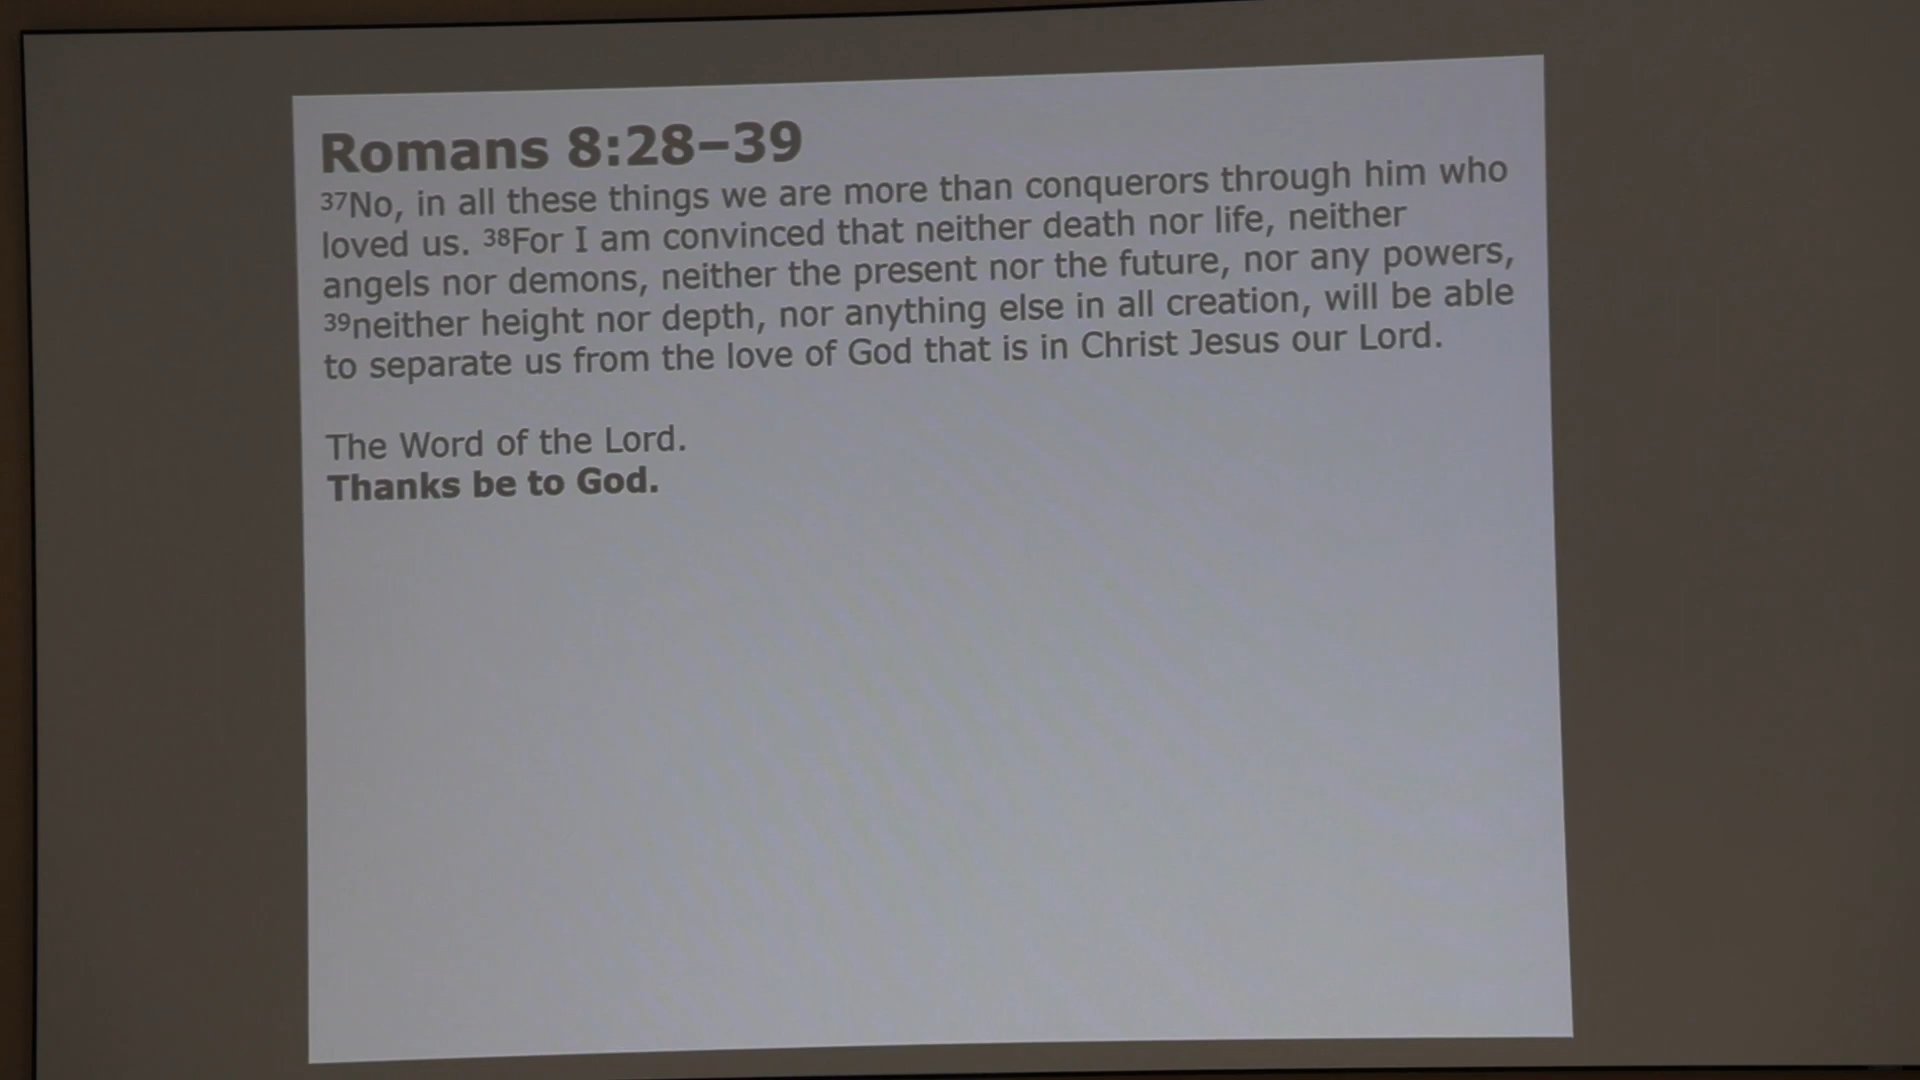 Romans 8:28–39
37No, in all these things we are more than conquerors through him who
loved us. 38For I am convinced that neither death nor life, neither
angels nor demons, neither the present nor the future, nor any powers,
39neither height nor depth, nor anything else in all creation, will be able
to separate us from the love of God that is in Christ Jesus our Lord.
The Word of the Lord.
Thanks be to God.